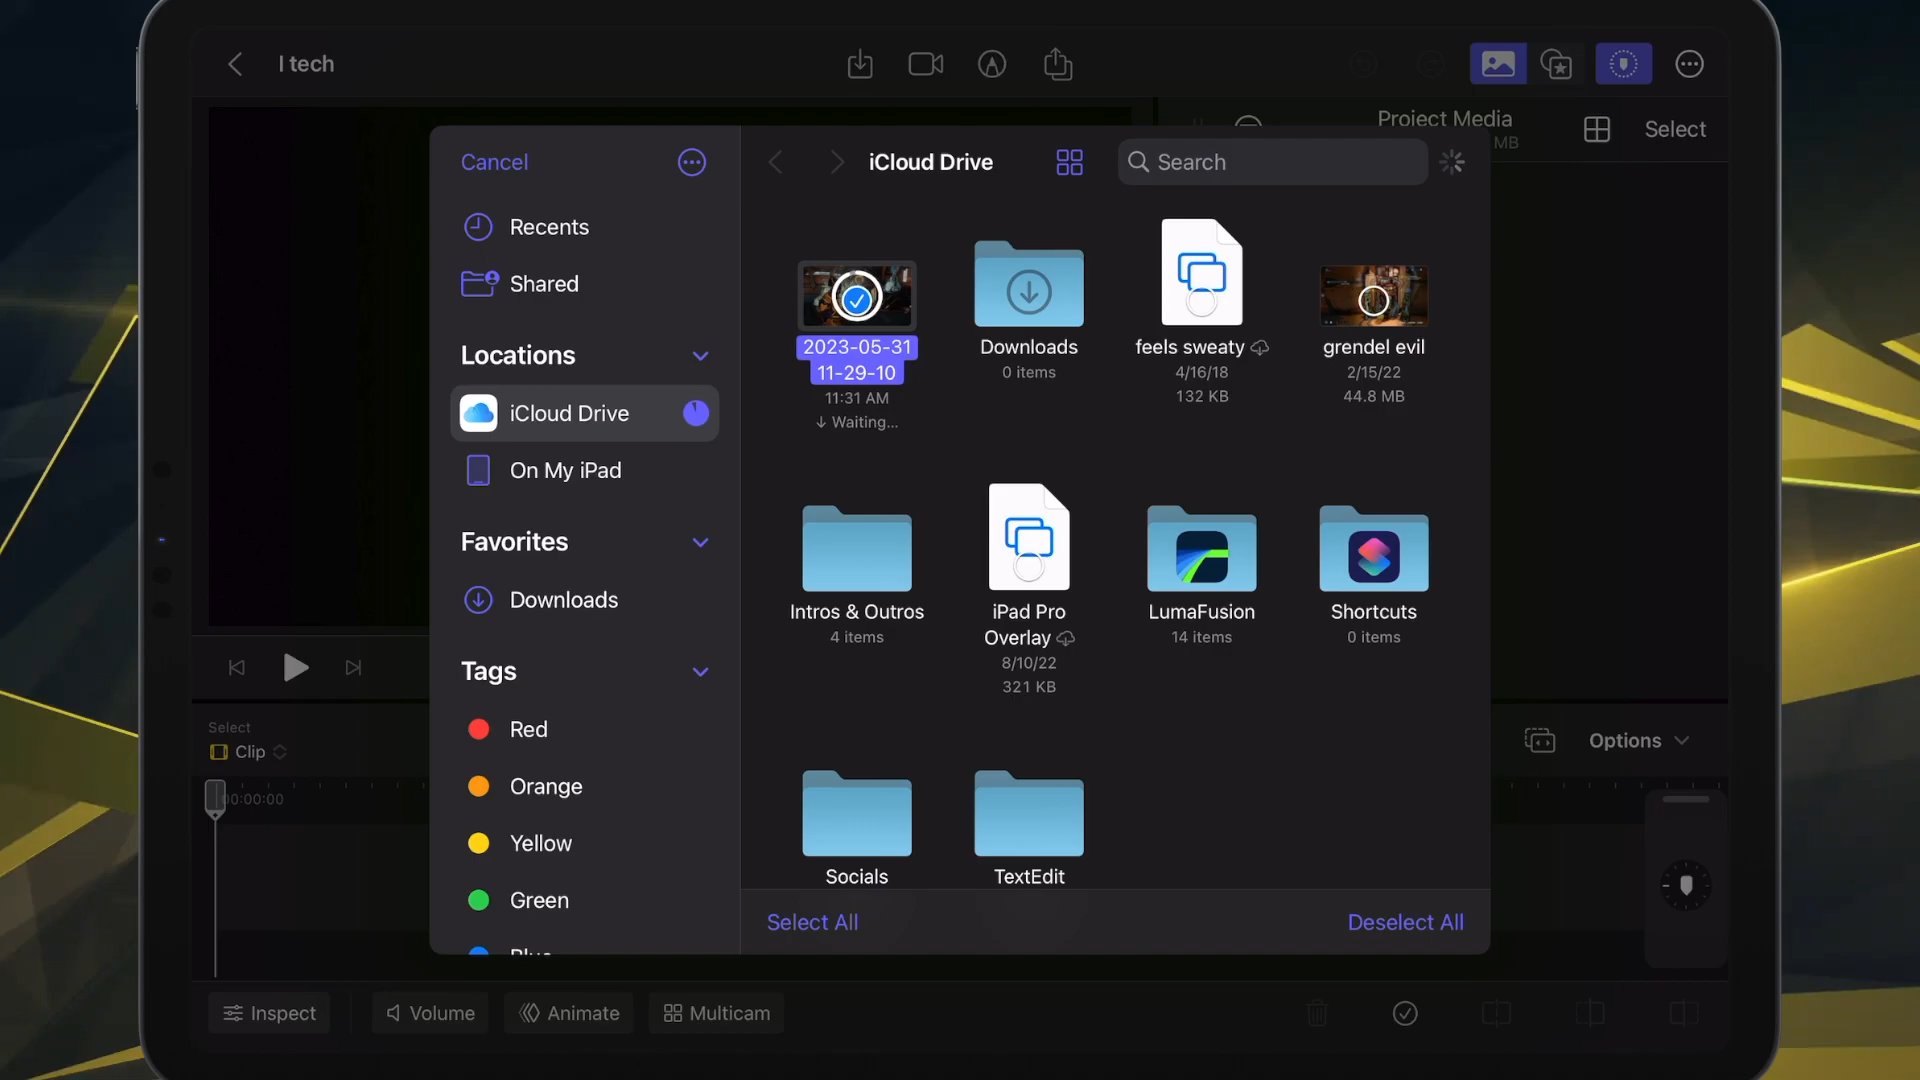 I tech
Project Media
MB
Select
Cancel
iCloud Drive
Search
Recents
Shared
Locations
iCloud Drive
On My iPad
Favorites
Downloads
Tags
Red
Orange
Yellow
Green
Blue
2023-05-31
11-29-10
11:31 AM
↓ Waiting...
Downloads
0 items
feels sweaty
4/16/18
132 KB
grendel evil
2/15/22
44.8 MB
Intros & Outros
4 items
iPad Pro
Overlay
8/10/22
321 KB
LumaFusion
14 items
Shortcuts
0 items
Socials
TextEdit
Select All
Deselect All
Select
Clip
00:00:00
Options
Inspect
Volume
Animate
Multicam